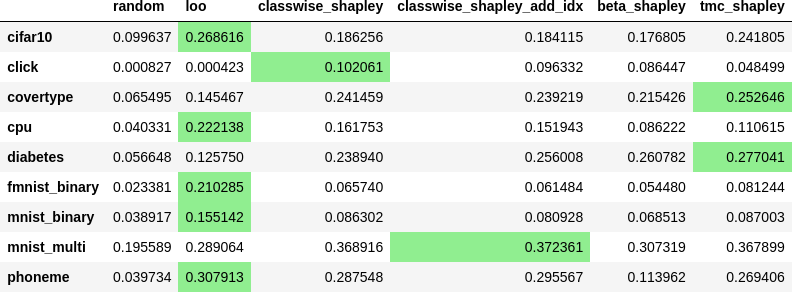 random loo classwise_shapley classwise_shapley_add_idx beta_shapley tmc_shapley
cifar10 0.099637 0.268616 0.186256 0.184115 0.176805 0.241805
click 0.000827 0.000423 0.102061 0.096332 0.086447 0.048499
covertype 0.065495 0.145467 0.241459 0.239219 0.215426 0.252646
cpu 0.040331 0.222138 0.161753 0.151943 0.086222 0.110615
diabetes 0.056648 0.125750 0.238940 0.256008 0.260782 0.277041
fmnist_binary 0.023381 0.210285 0.065740 0.061484 0.054480 0.081244
mnist_binary 0.038917 0.155142 0.086302 0.080928 0.068513 0.087003
mnist_multi 0.195589 0.289064 0.368916 0.372361 0.307319 0.367899
phoneme 0.039734 0.307913 0.287548 0.295567 0.113962 0.269406